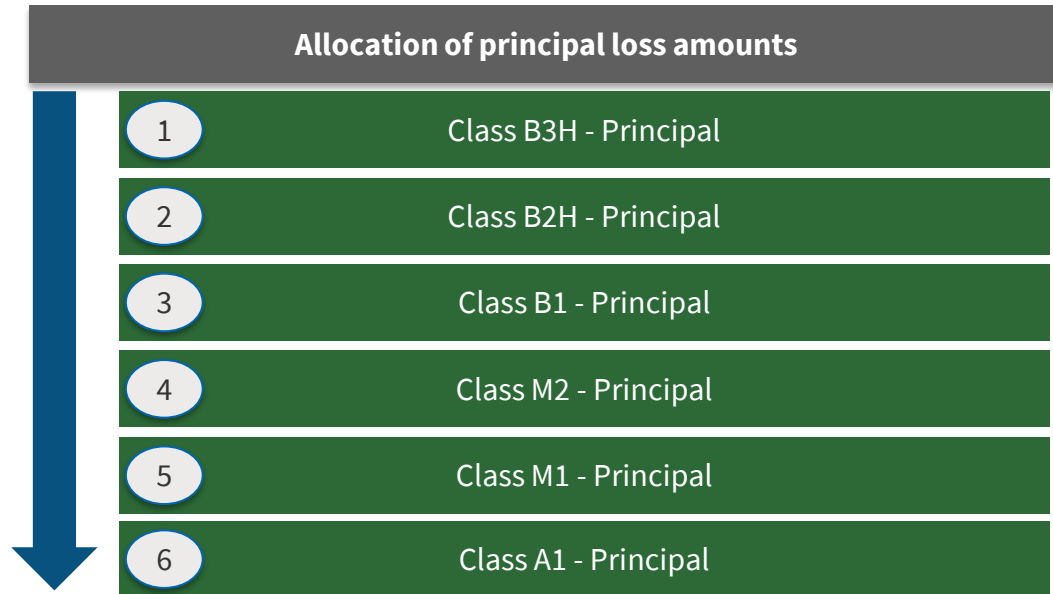 Allocation of principal loss amounts
1 Class B3H - Principal
2 Class B2H - Principal
3 Class B1 - Principal
4 Class M2 - Principal
5 Class M1 - Principal
6 Class A1 - Principal